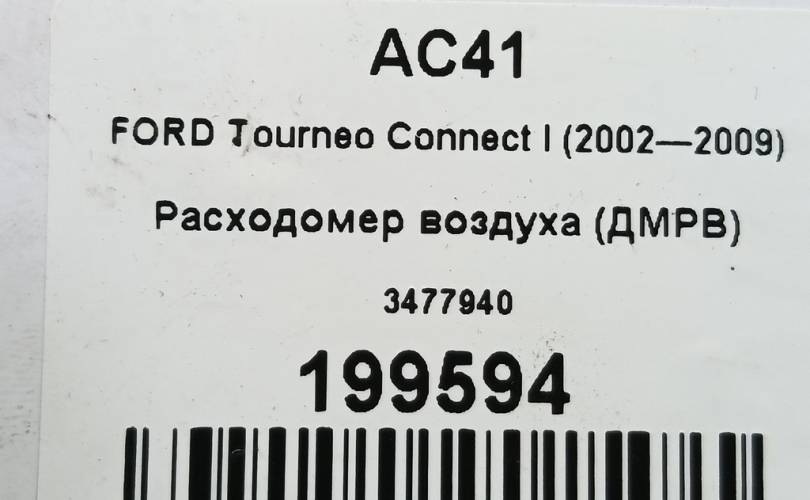 AC41
FORD Tourneo Connect I (2002—2009)
Расходомер воздуха (ДМРВ)
3477940
199594